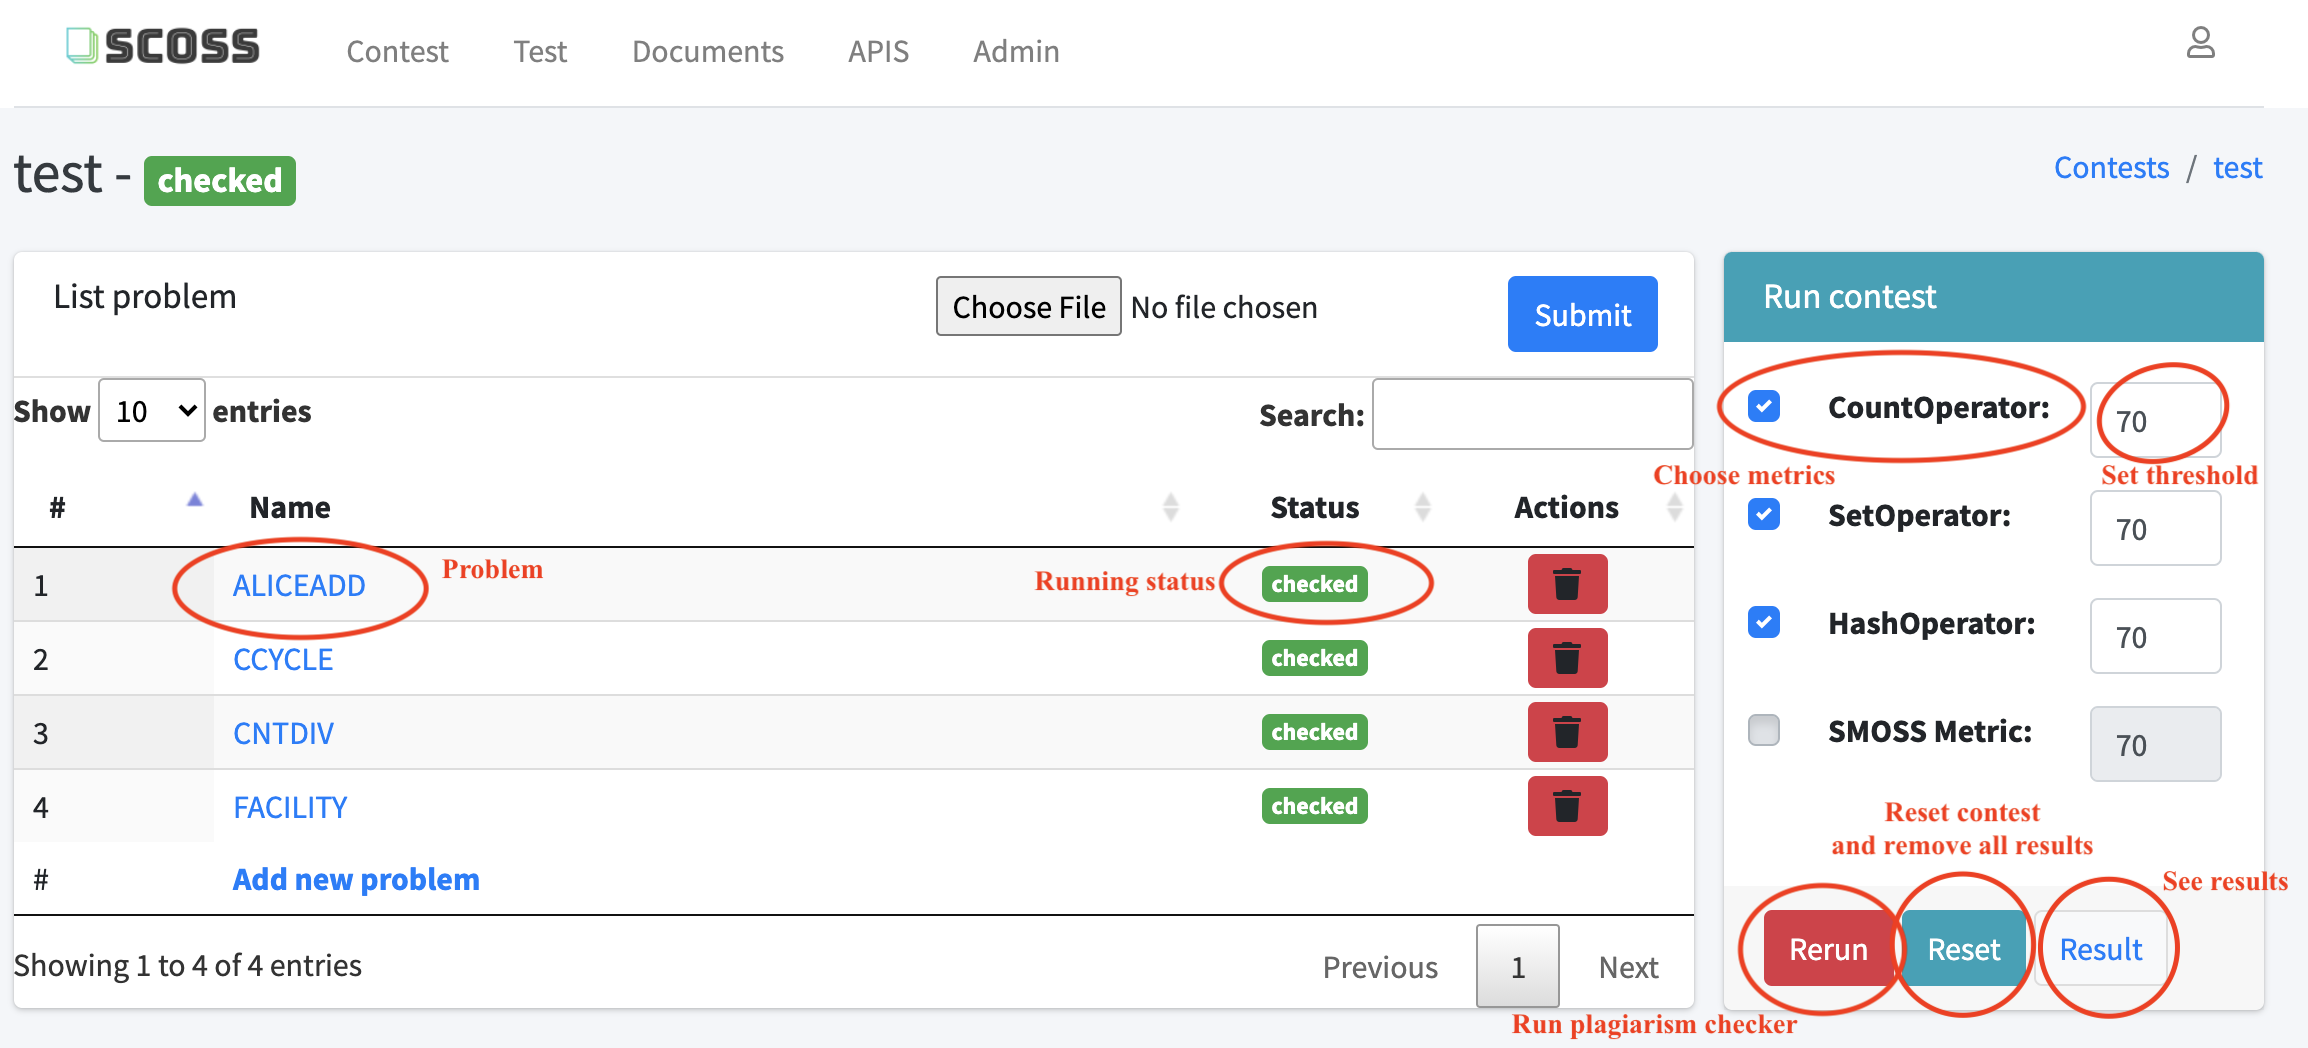 SCOSS Contest Test Documents APIS Admin
test - checked
Contests / test
List problem Choose File No file chosen Submit
Show 10 entries Search:
# Name Status Actions
1 ALICEADD Problem Running status checked
2 CCYCLE checked
3 CNTDIV checked
4 FACILITY checked
# Add new problem
Showing 1 to 4 of 4 entries Previous 1 Next
Run contest
CountOperator: 70
Choose metrics Set threshold
SetOperator: 70
HashOperator: 70
SMOSS Metric: 70
Reset contest
and remove all results
See results
Rerun Reset Result
Run plagiarism checker